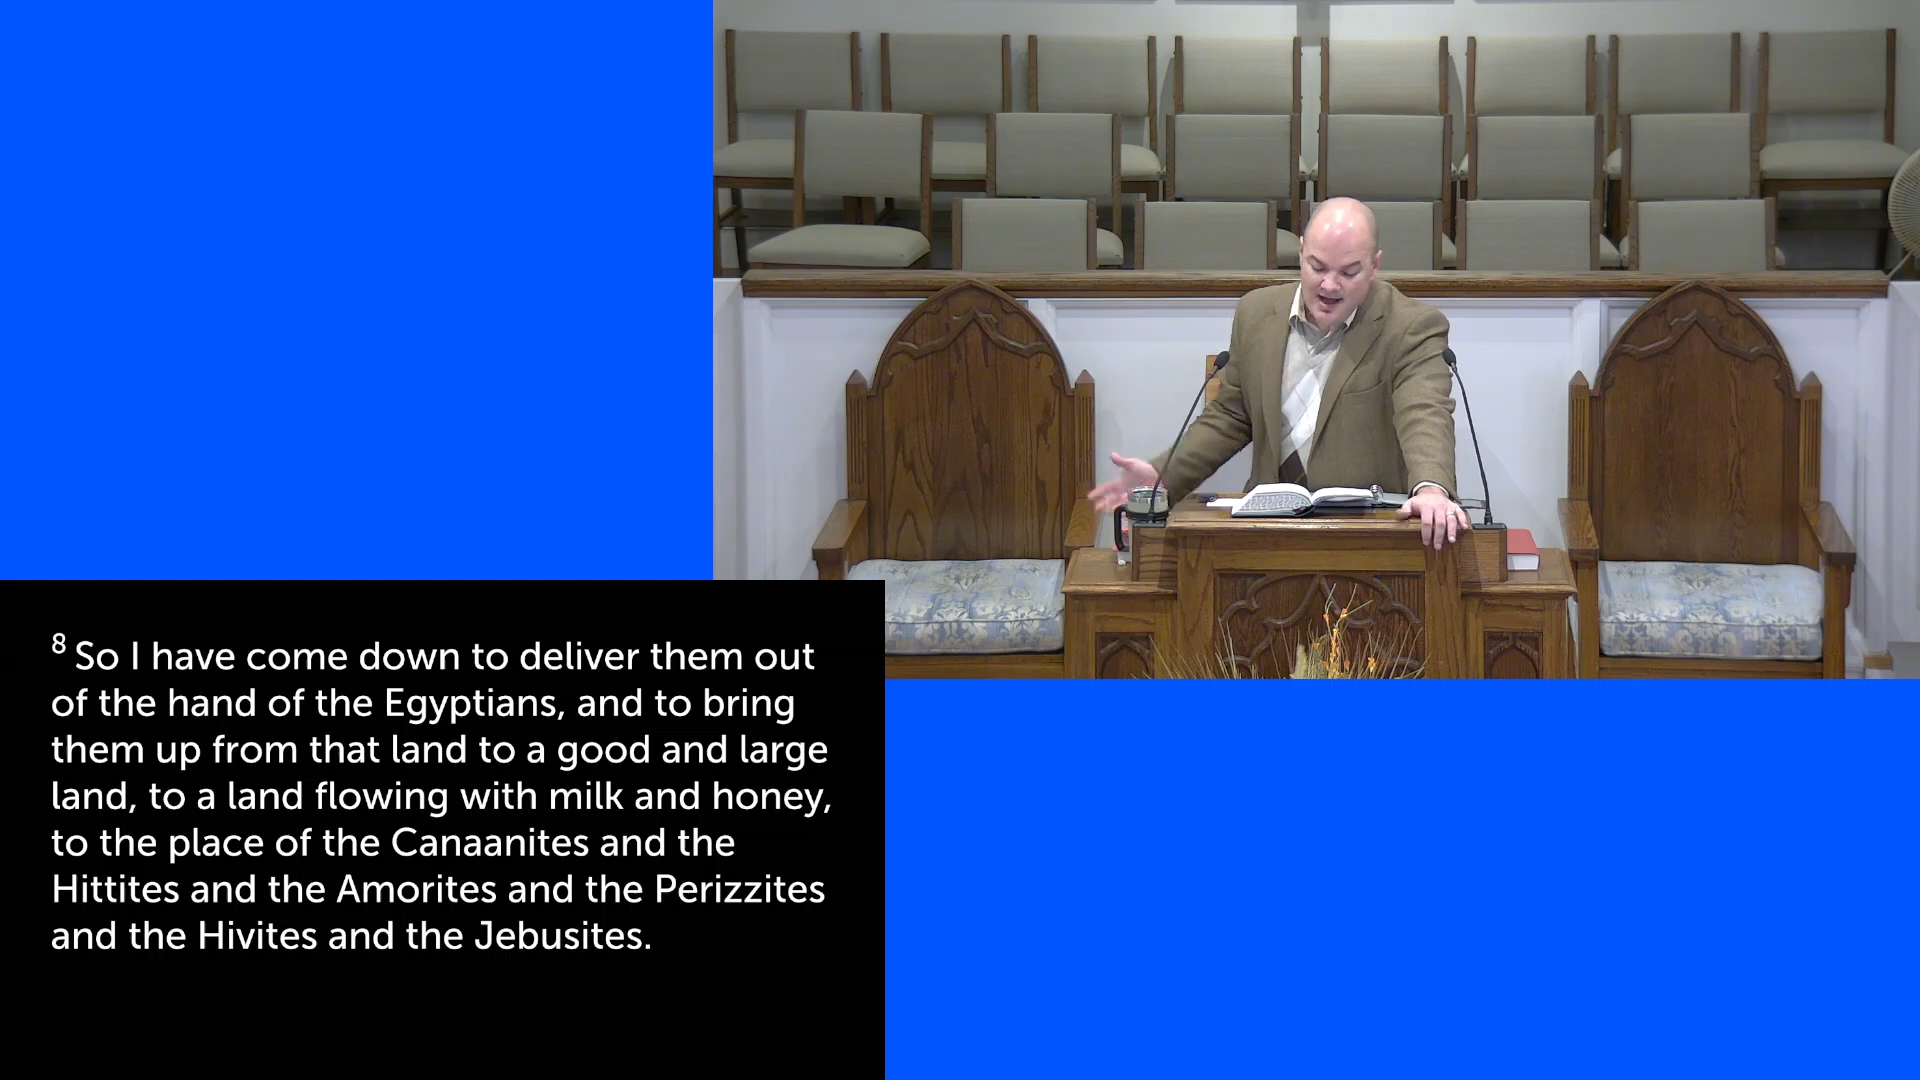 8 So I have come down to deliver them out
of the hand of the Egyptians, and to bring
them up from that land to a good and large
land, to a land flowing with milk and honey,
to the place of the Canaanites and the
Hittites and the Amorites and the Perizzites
and the Hivites and the Jebusites.